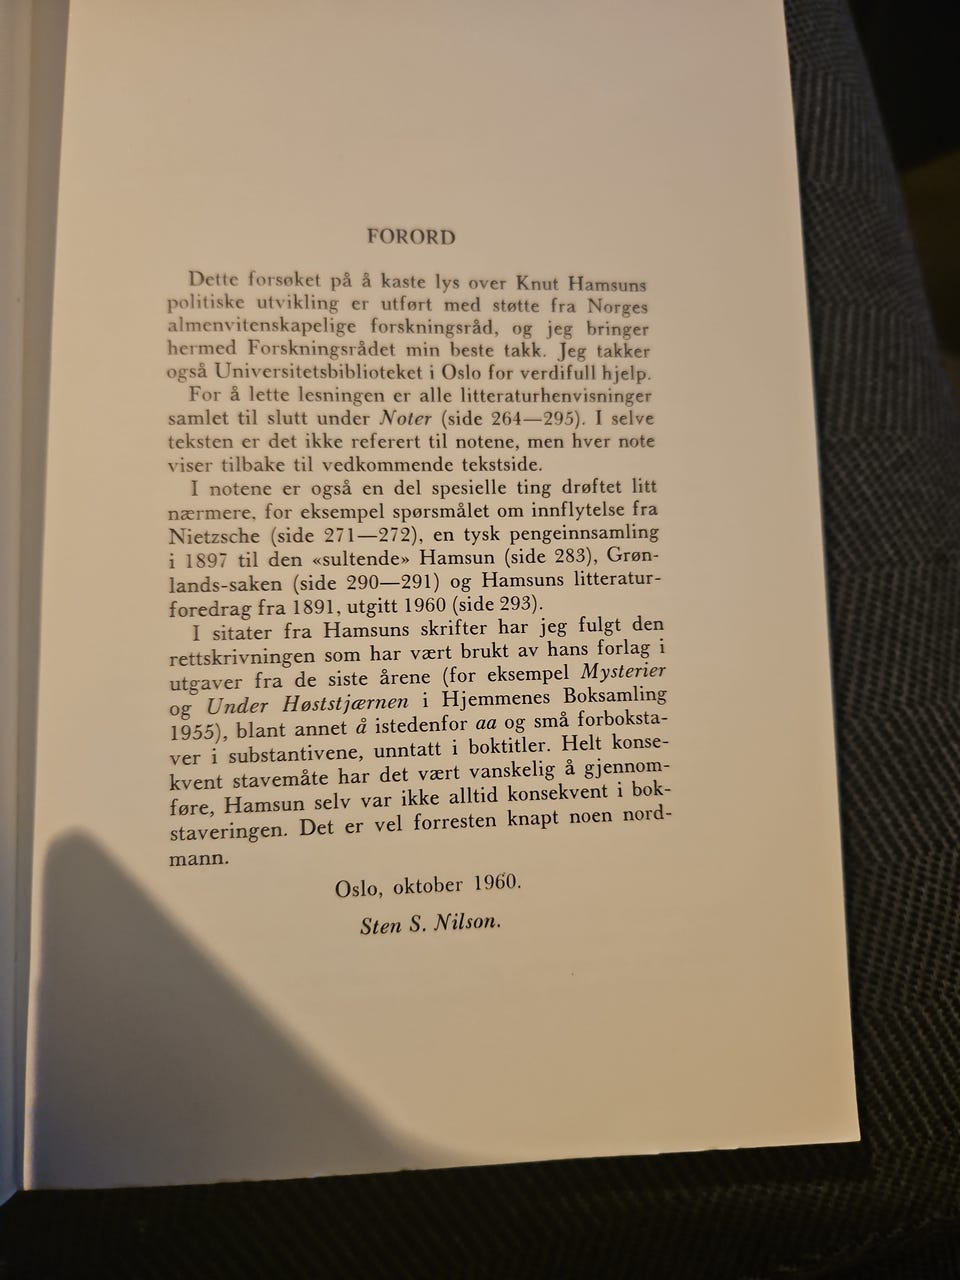 FORORD
Dette forsøket på å kaste lys over Knut Hamsuns
politiske utvikling er utført med støtte fra Norges
almenvitenskapelige forskningsråd, og jeg bringer
hermed Forskningsrådet min beste takk. Jeg takker
også Universitetsbiblioteket i Oslo for verdifull hjelp.
For å lette lesningen er alle litteraturhenvisninger
samlet til slutt under Noter (side 264—295). I selve
teksten er det ikke referert til notene, men hver note
viser tilbake til vedkommende tekstside.
I notene er også en del spesielle ting drøftet litt
nærmere, for eksempel spørsmålet om innflytelse fra
Nietzsche (side 271—272), en tysk pengeinnsamling
i 1897 til den «sultende» Hamsun (side 283), Grøn-
lands-saken (side 290—291) og Hamsuns litteratur-
foredrag fra 1891, utgitt 1960 (side 293).
I sitater fra Hamsuns skrifter har jeg fulgt den
rettskrivningen som har vært brukt av hans forlag i
utgaver fra de siste årene (for eksempel Mysterier
og Under Høststjærnen i Hjemmenes Boksamling
1955), blant annet å istedenfor aa og små forboksta-
ver i substantivene, unntatt i boktitler. Helt konse-
kvent stavemåte har det vært vanskelig å gjennom-
føre, Hamsun selv var ikke alltid konsekvent i bok-
staveringen. Det er vel forresten knapt noen nord-
mann.
Oslo, oktober 1960.
Sten S. Nilson.